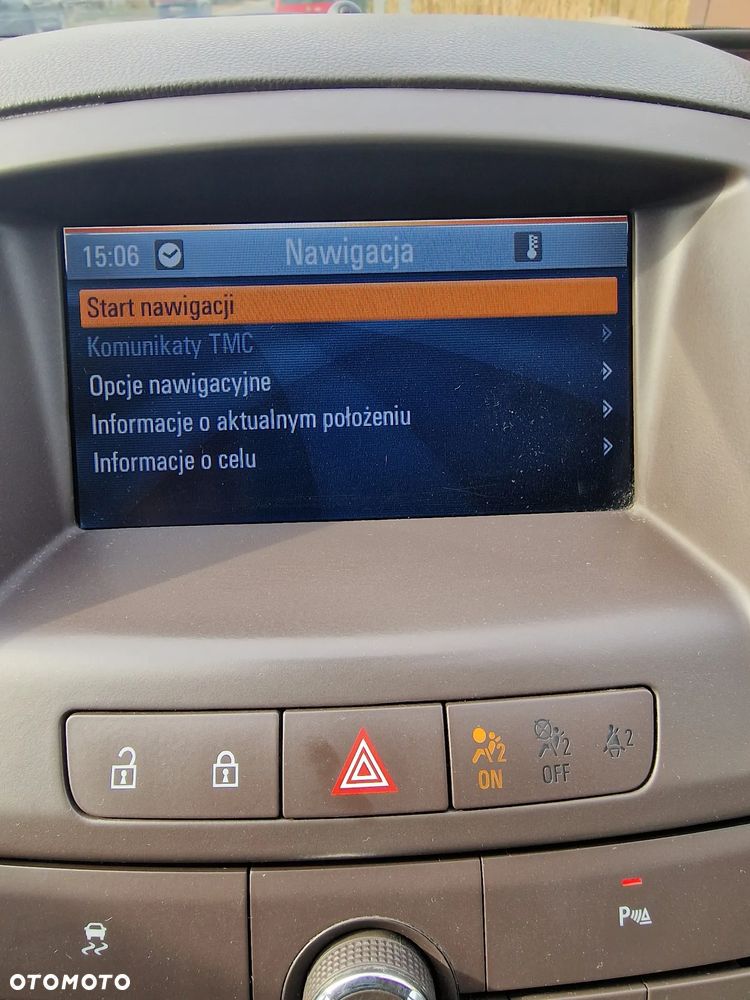 15:06 Nawigacja
Start nawigacji
Komunikaty TMC
Opcje nawigacyjne
Informacje o aktualnym położeniu
Informacje o celu
2 2 2
ON OFF
P
OTOMOTO